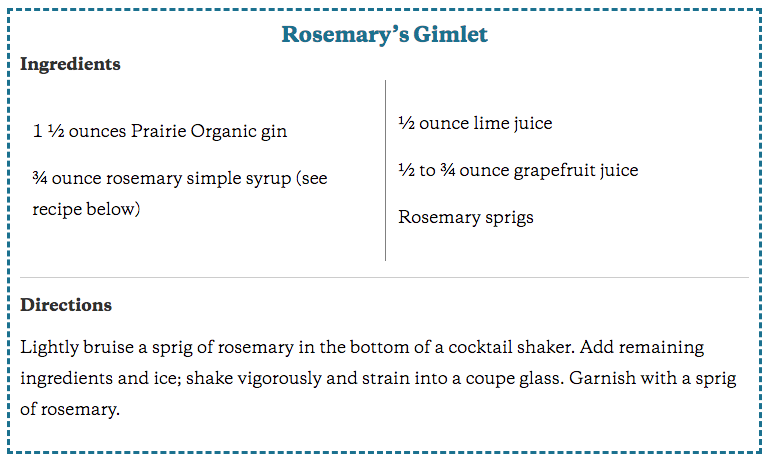 Rosemary's Gimlet
Ingredients
1 ½ ounces Prairie Organic gin
¾ ounce rosemary simple syrup (see
recipe below)
½ ounce lime juice
½ to ¾ ounce grapefruit juice
Rosemary sprigs
Directions
Lightly bruise a sprig of rosemary in the bottom of a cocktail shaker. Add remaining
ingredients and ice; shake vigorously and strain into a coupe glass. Garnish with a sprig
of rosemary.